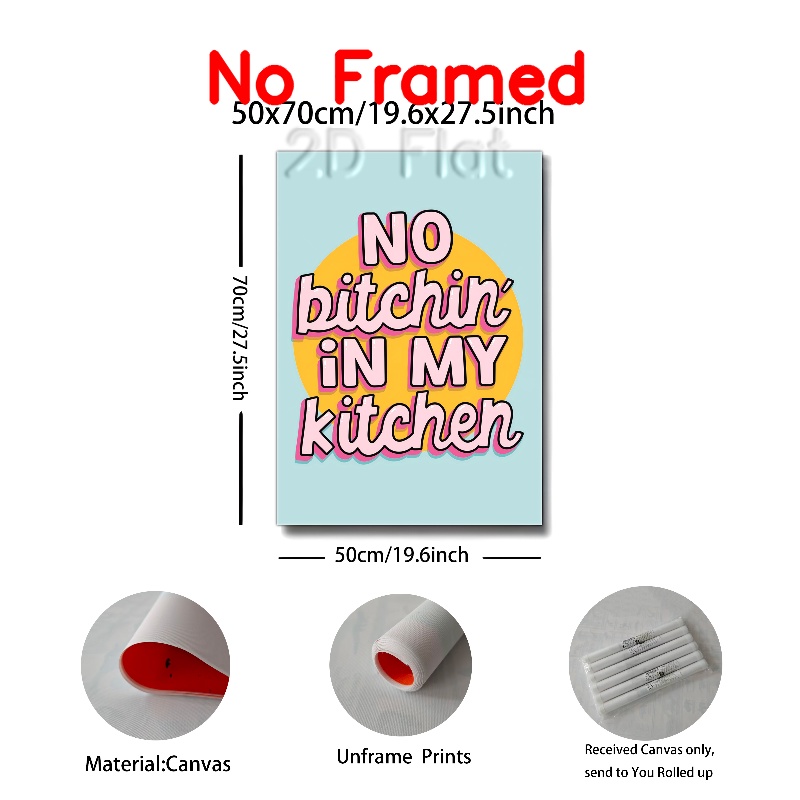 No Framed
50x70cm/19.6x27.5inch
2D Flat
NO
bitchin'
iN MY
kitchen
70cm/27.5inch
50cm/19.6inch
Material:Canvas
Unframe Prints
Received Canvas only,
send to You Rolled up